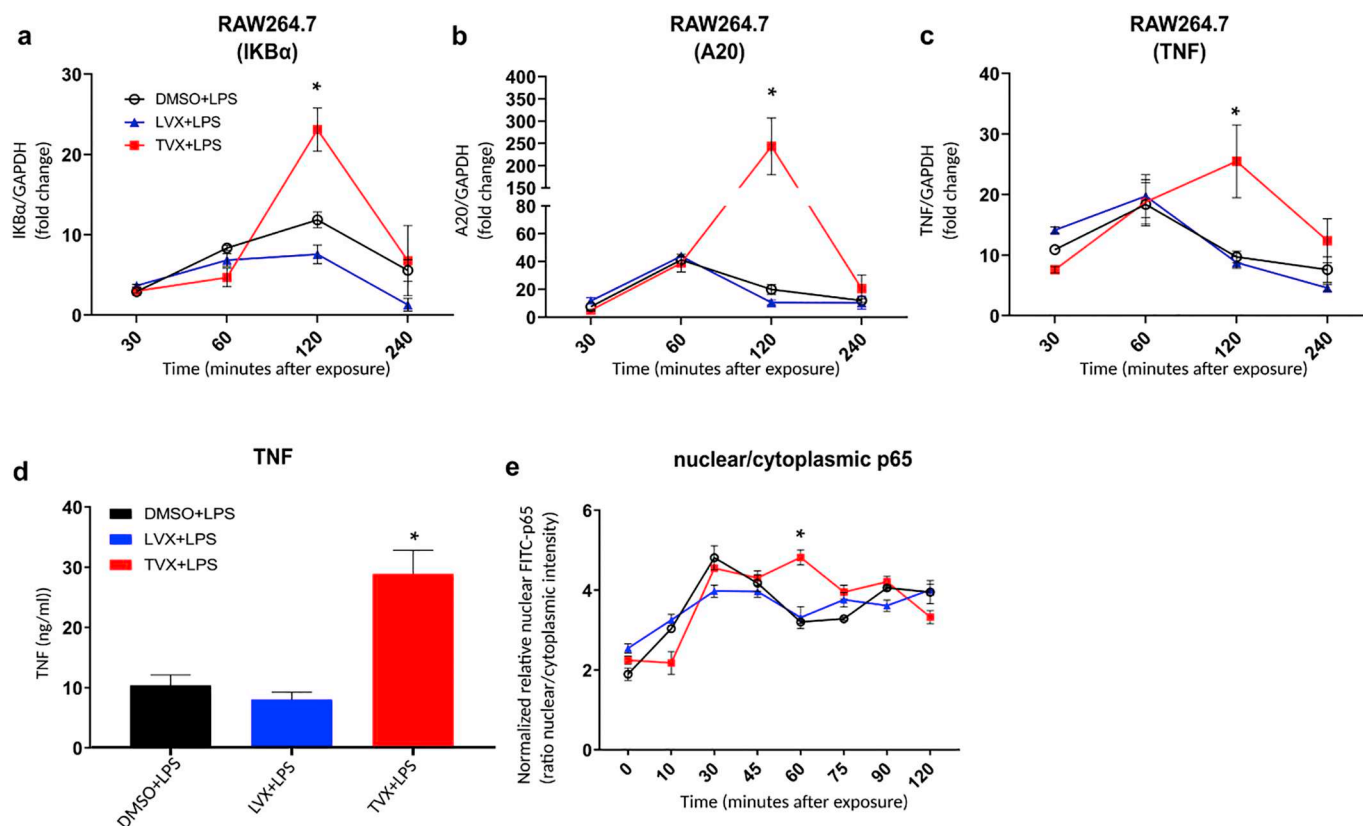 a
RAW264.7
(IKBα)
IKBα/GAPDH
(fold change)
30
20
10
0
DMSO+LPS
LVX+LPS
TVX+LPS
*
30
60
120
240
Time (minutes after exposure)
b
RAW264.7
(A20)
A20/GAPDH
(fold change)
400
350
300
250
200
150
80
60
40
20
0
*
30
60
120
240
Time (minutes after exposure)
c
RAW264.7
(TNF)
TNF/GAPDH
(fold change)
40
30
20
10
0
*
30
60
120
240
Time (minutes after exposure)
d
TNF
TNF (ng/ml))
40
30
20
10
0
DMSO+LPS
LVX+LPS
TVX+LPS
*
DMSO+LPS
LVX+LPS
TVX+LPS
e
nuclear/cytoplasmic p65
Normalized relative nuclear FITC-p65
(ratio nuclear/cytoplasmic intensity)
6
4
2
0
*
0
10
30
45
60
75
90
120
Time (minutes after exposure)